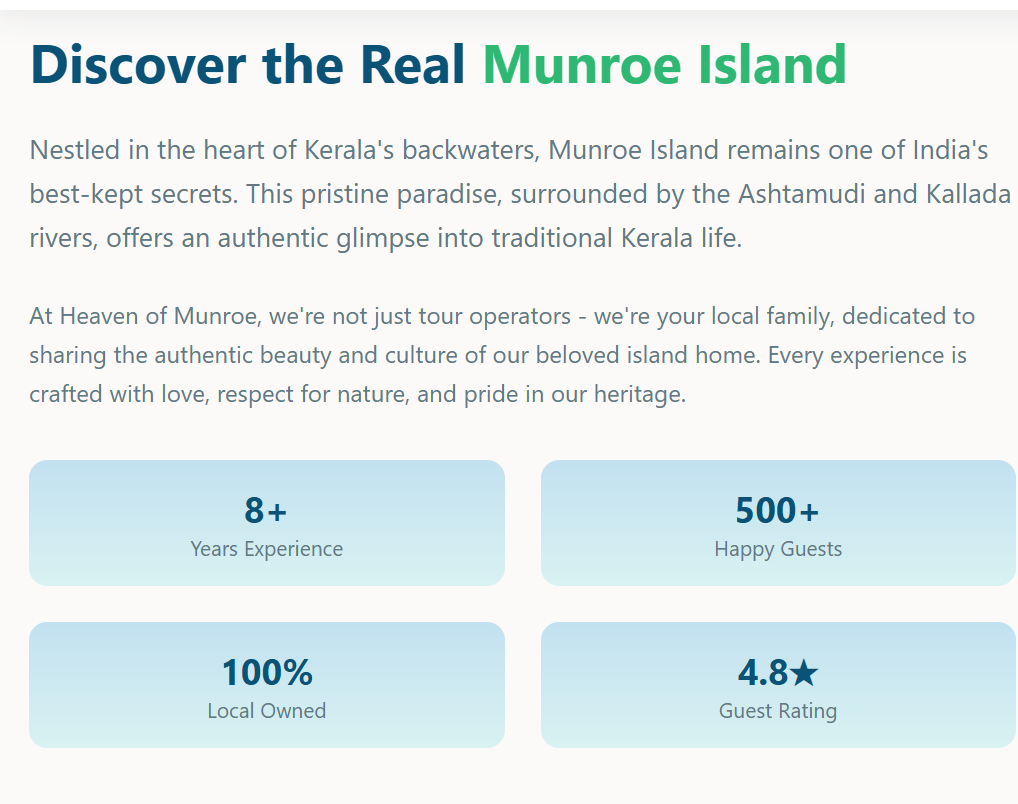 Discover the Real Munroe Island
Nestled in the heart of Kerala's backwaters, Munroe Island remains one of India's
best-kept secrets. This pristine paradise, surrounded by the Ashtamudi and Kallada
rivers, offers an authentic glimpse into traditional Kerala life.
At Heaven of Munroe, we're not just tour operators - we're your local family, dedicated to
sharing the authentic beauty and culture of our beloved island home. Every experience is
crafted with love, respect for nature, and pride in our heritage.
8+
Years Experience
500+
Happy Guests
100%
Local Owned
4.8★
Guest Rating